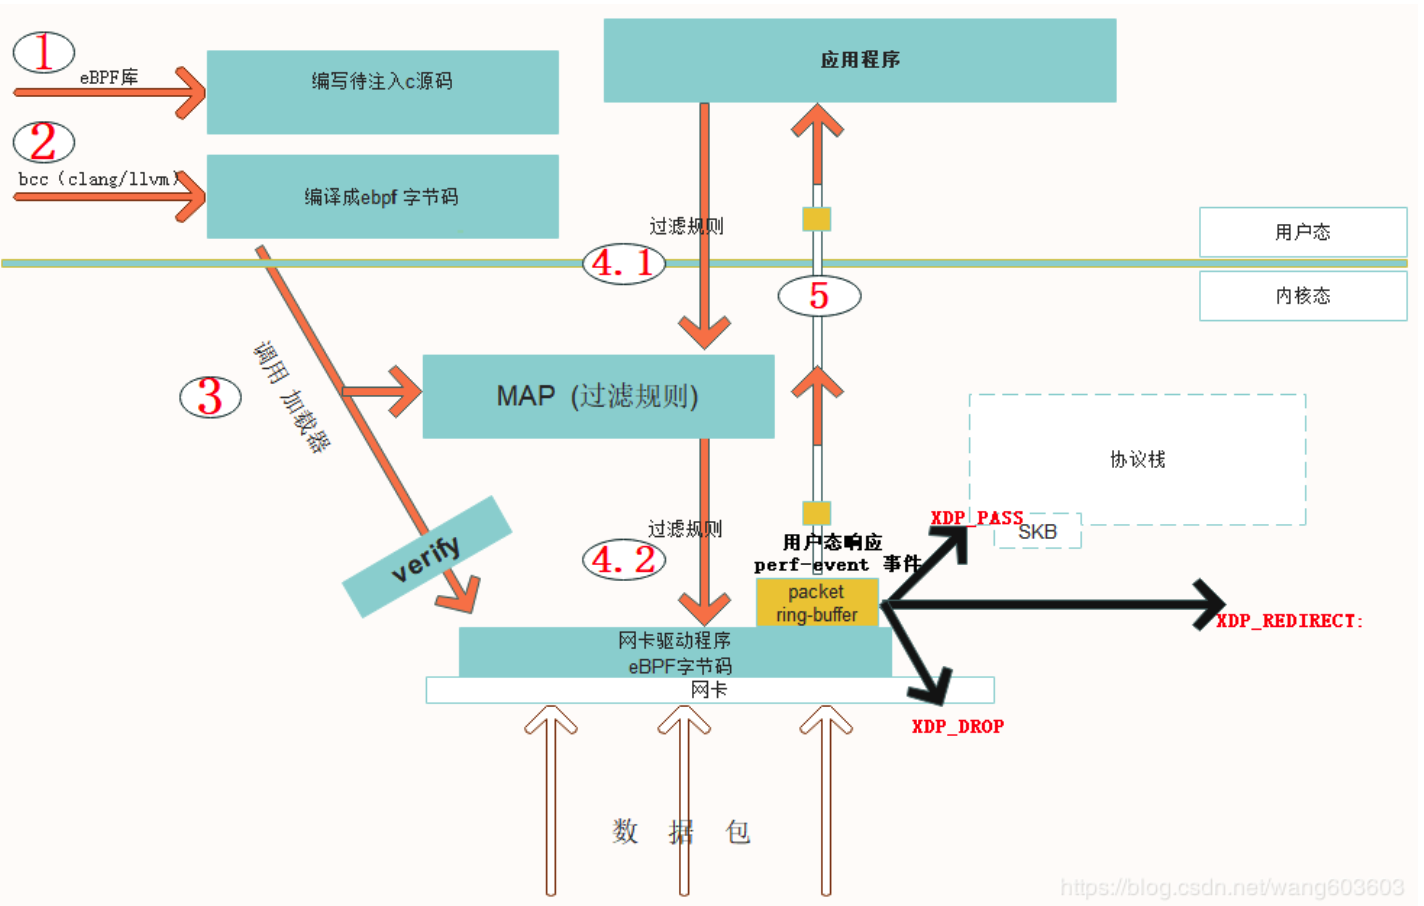 1
eBPF库
编写待注入c源码
应用程序
2
bcc（clang/llvm）
编译成ebpf 字节码
过滤规则
用户态
4.1
5
内核态
调用 加载器
3
MAP (过滤规则)
协议栈
XDP_PASS
SKB
verify
过滤规则
4.2
用户态响应
perf-event 事件
packet
ring-buffer
XDP_REDIRECT:
网卡驱动程序
eBPF字节码
网卡
XDP_DROP
数 据 包
https://blog.csdn.net/wang603603